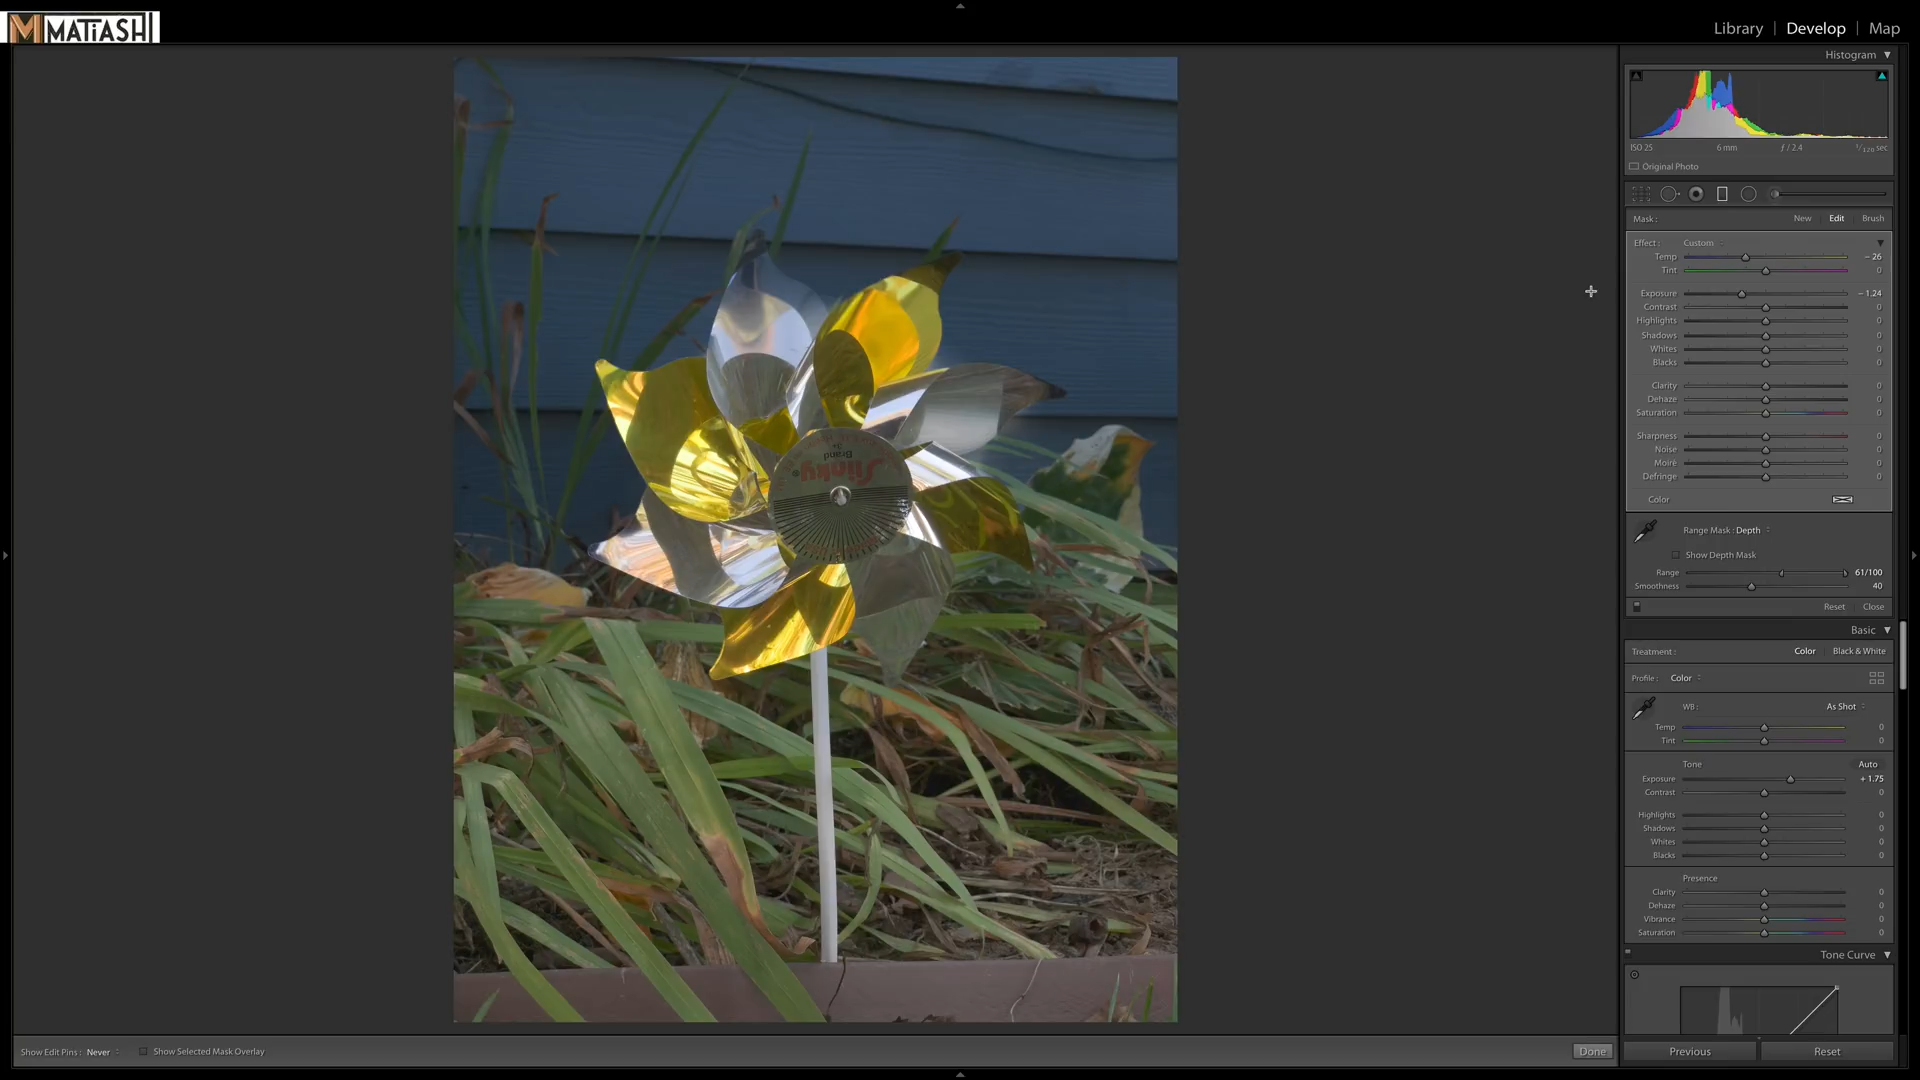 MATIASH
Library | Develop | Map
Histogram
ISO 25 6 mm ƒ / 2.4 1/120 sec
Original Photo
Mask : New Edit Brush
Effect : Custom
Temp – 26
Tint 0
Exposure – 1.24
Contrast 0
Highlights 0
Shadows 0
Whites 0
Blacks 0
Clarity 0
Dehaze 0
Saturation 0
Sharpness 0
Noise 0
Moiré 0
Defringe 0
Color
Range Mask : Depth
Show Depth Mask
Range 61/100
Smoothness 40
Reset Close
Basic
Treatment : Color Black & White
Profile : Color
WB : As Shot
Temp 0
Tint 0
Tone Auto
Exposure + 1.75
Contrast 0
Highlights 0
Shadows 0
Whites 0
Blacks 0
Presence
Clarity 0
Dehaze 0
Vibrance 0
Saturation 0
Tone Curve
Previous Reset
Slinky
Brand
Show Edit Pins : Never Show Selected Mask Overlay Done